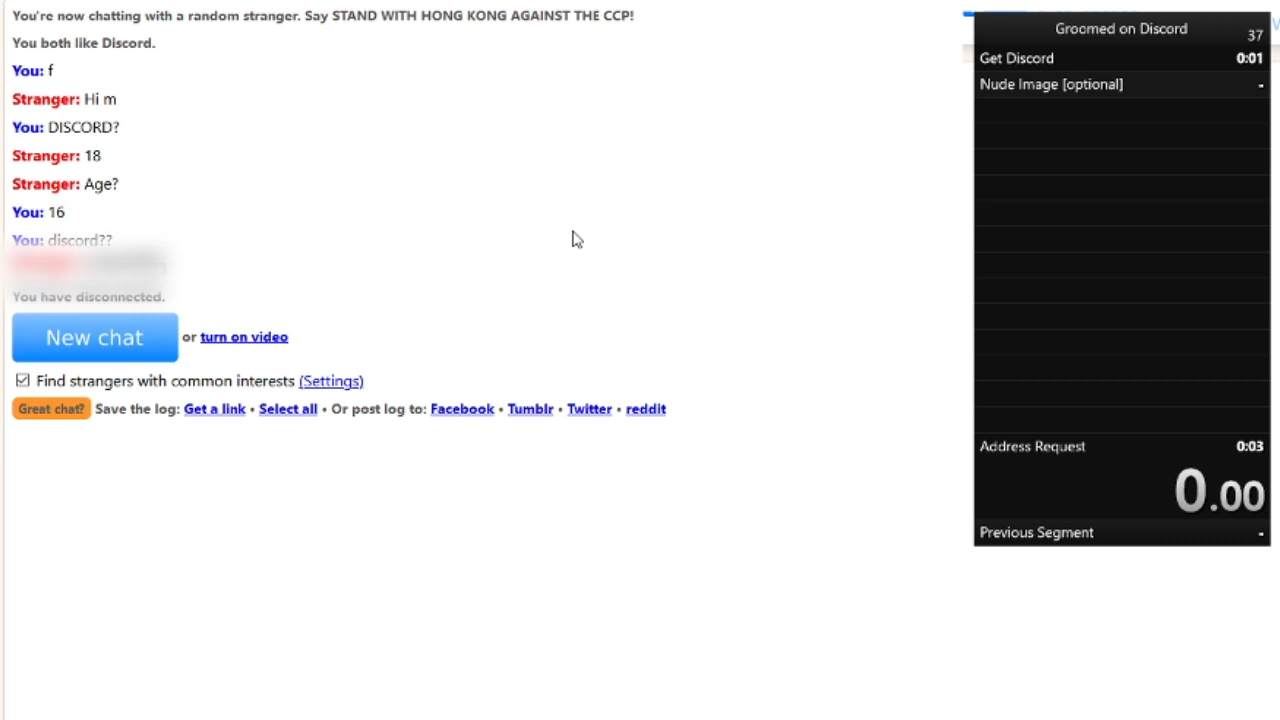 You're now chatting with a random stranger. Say STAND WITH HONG KONG AGAINST THE CCP!
You both like Discord.
You: f
Stranger: Hi m
You: DISCORD?
Stranger: 18
Stranger: Age?
You: 16
You: discord??
You have disconnected.
New chat or turn on video
Find strangers with common interests (Settings)
Great chat? Save the log: Get a link • Select all • Or post log to: Facebook • Tumblr • Twitter • reddit
Groomed on Discord
37
Get Discord 0:01
Nude Image [optional] -
Address Request 0:03
0.00
Previous Segment -